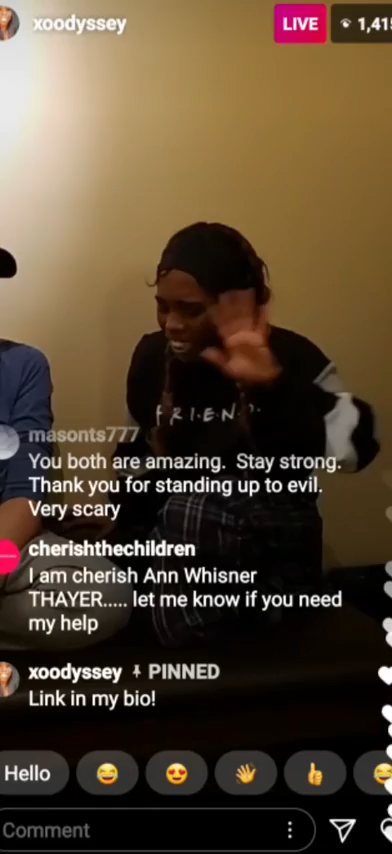 xoodyssey
LIVE
F•R•I•E•N
masonts777
You both are amazing. Stay strong.
Thank you for standing up to evil.
Very scary
cherishthechildren
I am cherish Ann Whisner
THAYER..... let me know if you need
my help
xoodyssey PINNED
Link in my bio!
Hello
Comment